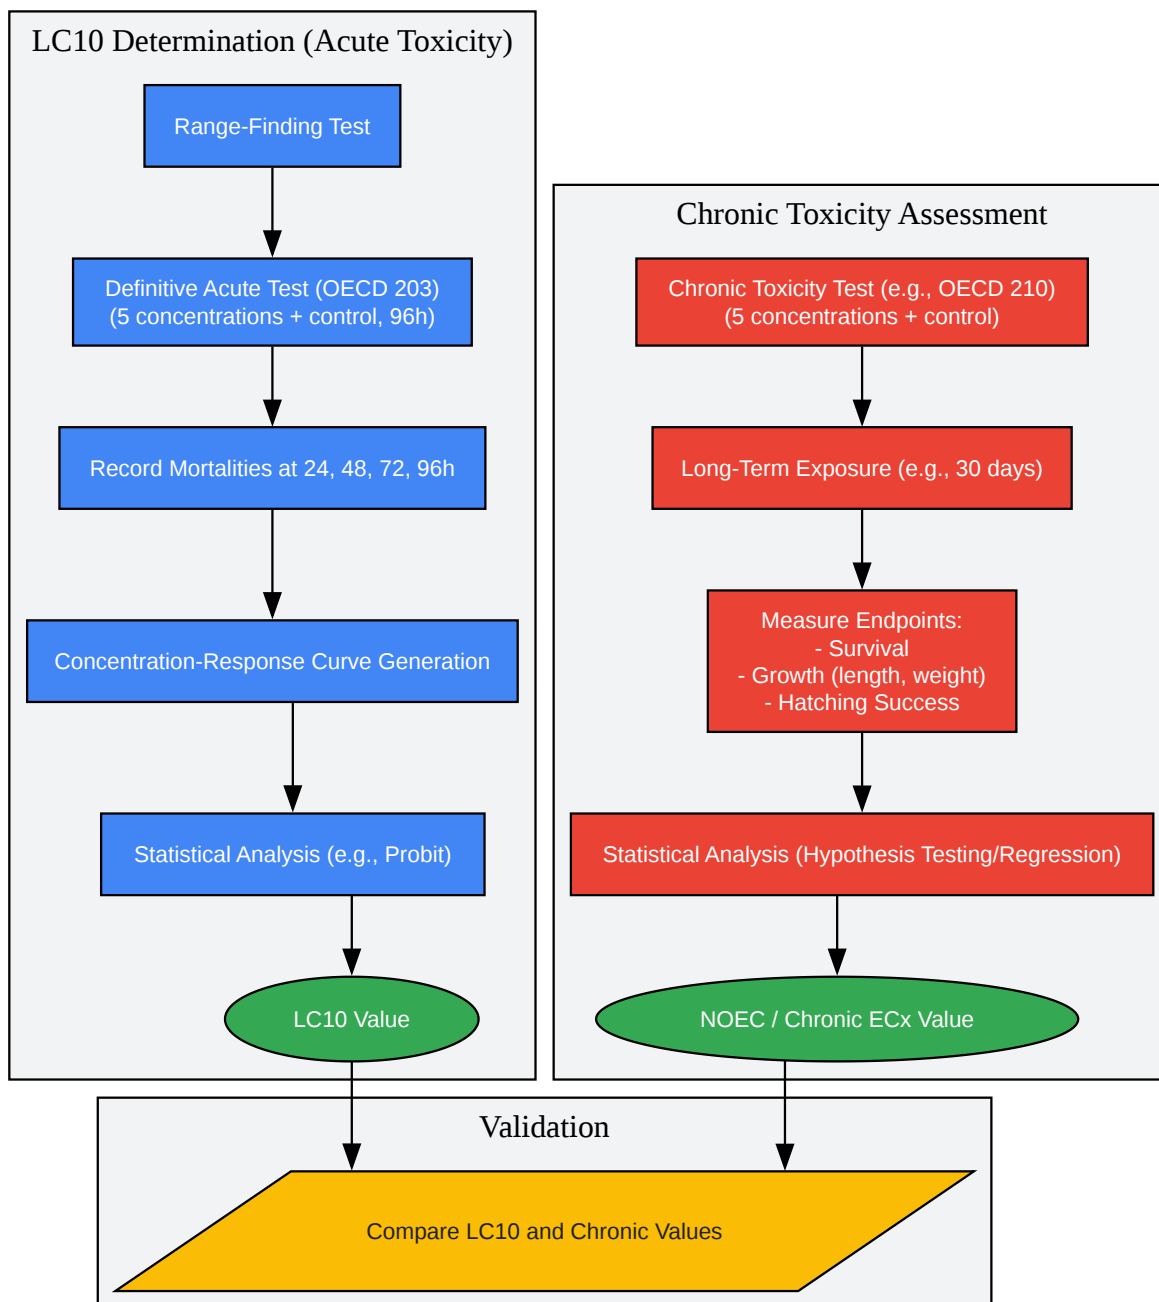 LC10 Determination (Acute Toxicity)
Range-Finding Test
Definitive Acute Test (OECD 203)
(5 concentrations + control, 96h)
Record Mortalities at 24, 48, 72, 96h
Concentration-Response Curve Generation
Statistical Analysis (e.g., Probit)
LC10 Value
Chronic Toxicity Assessment
Chronic Toxicity Test (e.g., OECD 210)
(5 concentrations + control)
Long-Term Exposure (e.g., 30 days)
Measure Endpoints:
- Survival
- Growth (length, weight)
- Hatching Success
Statistical Analysis (Hypothesis Testing/Regression)
NOEC / Chronic ECx Value
Validation
Compare LC10 and Chronic Values